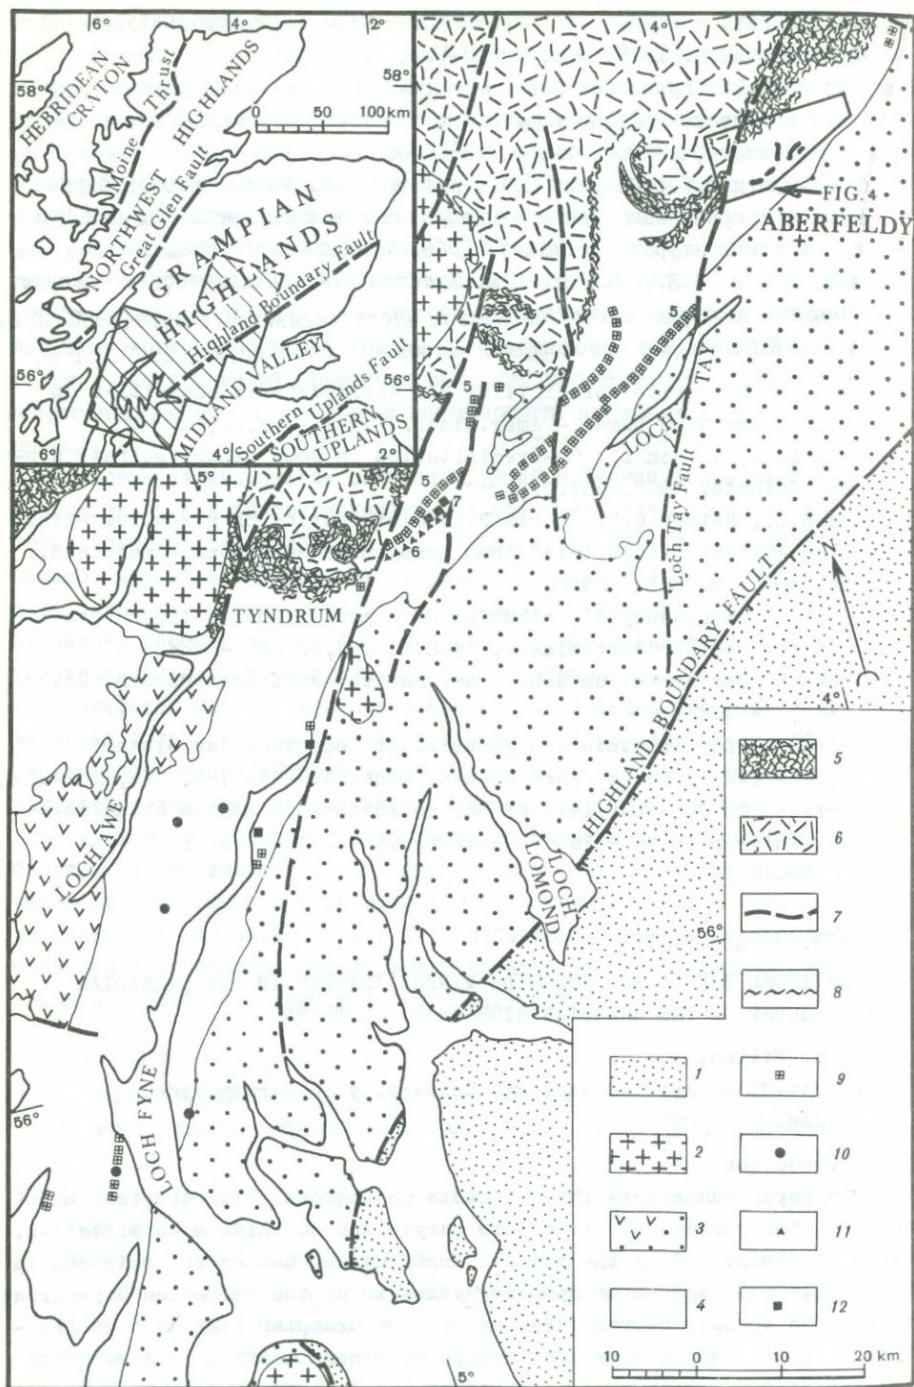 6°
4°
2°
4°
HEBRIDEAN
CRATON
Moine Thrust
NORTHWEST HIGHLANDS
Great Glen Fault
58°
58°
0 50 100 km
GRAMPIAN
HIGHLANDS
Highland Boundary Fault
MIDLAND VALLEY
Southern Uplands Fault
SOUTHERN
UPLANDS
56°
56°
6°
4°
2°
5°
FIG. 4
ABERFELDY
LOCH TAY
Loch Tay Fault
5
5
6
TYNDRUM
N
HIGHLAND BOUNDARY FAULT
4°
LOCH AWE
LOCH LOMOND
56°
LOCH FYNE
56°
5°
5
6
7
8
1
9
2
10
3
11
4
12
10 0 10 20 km